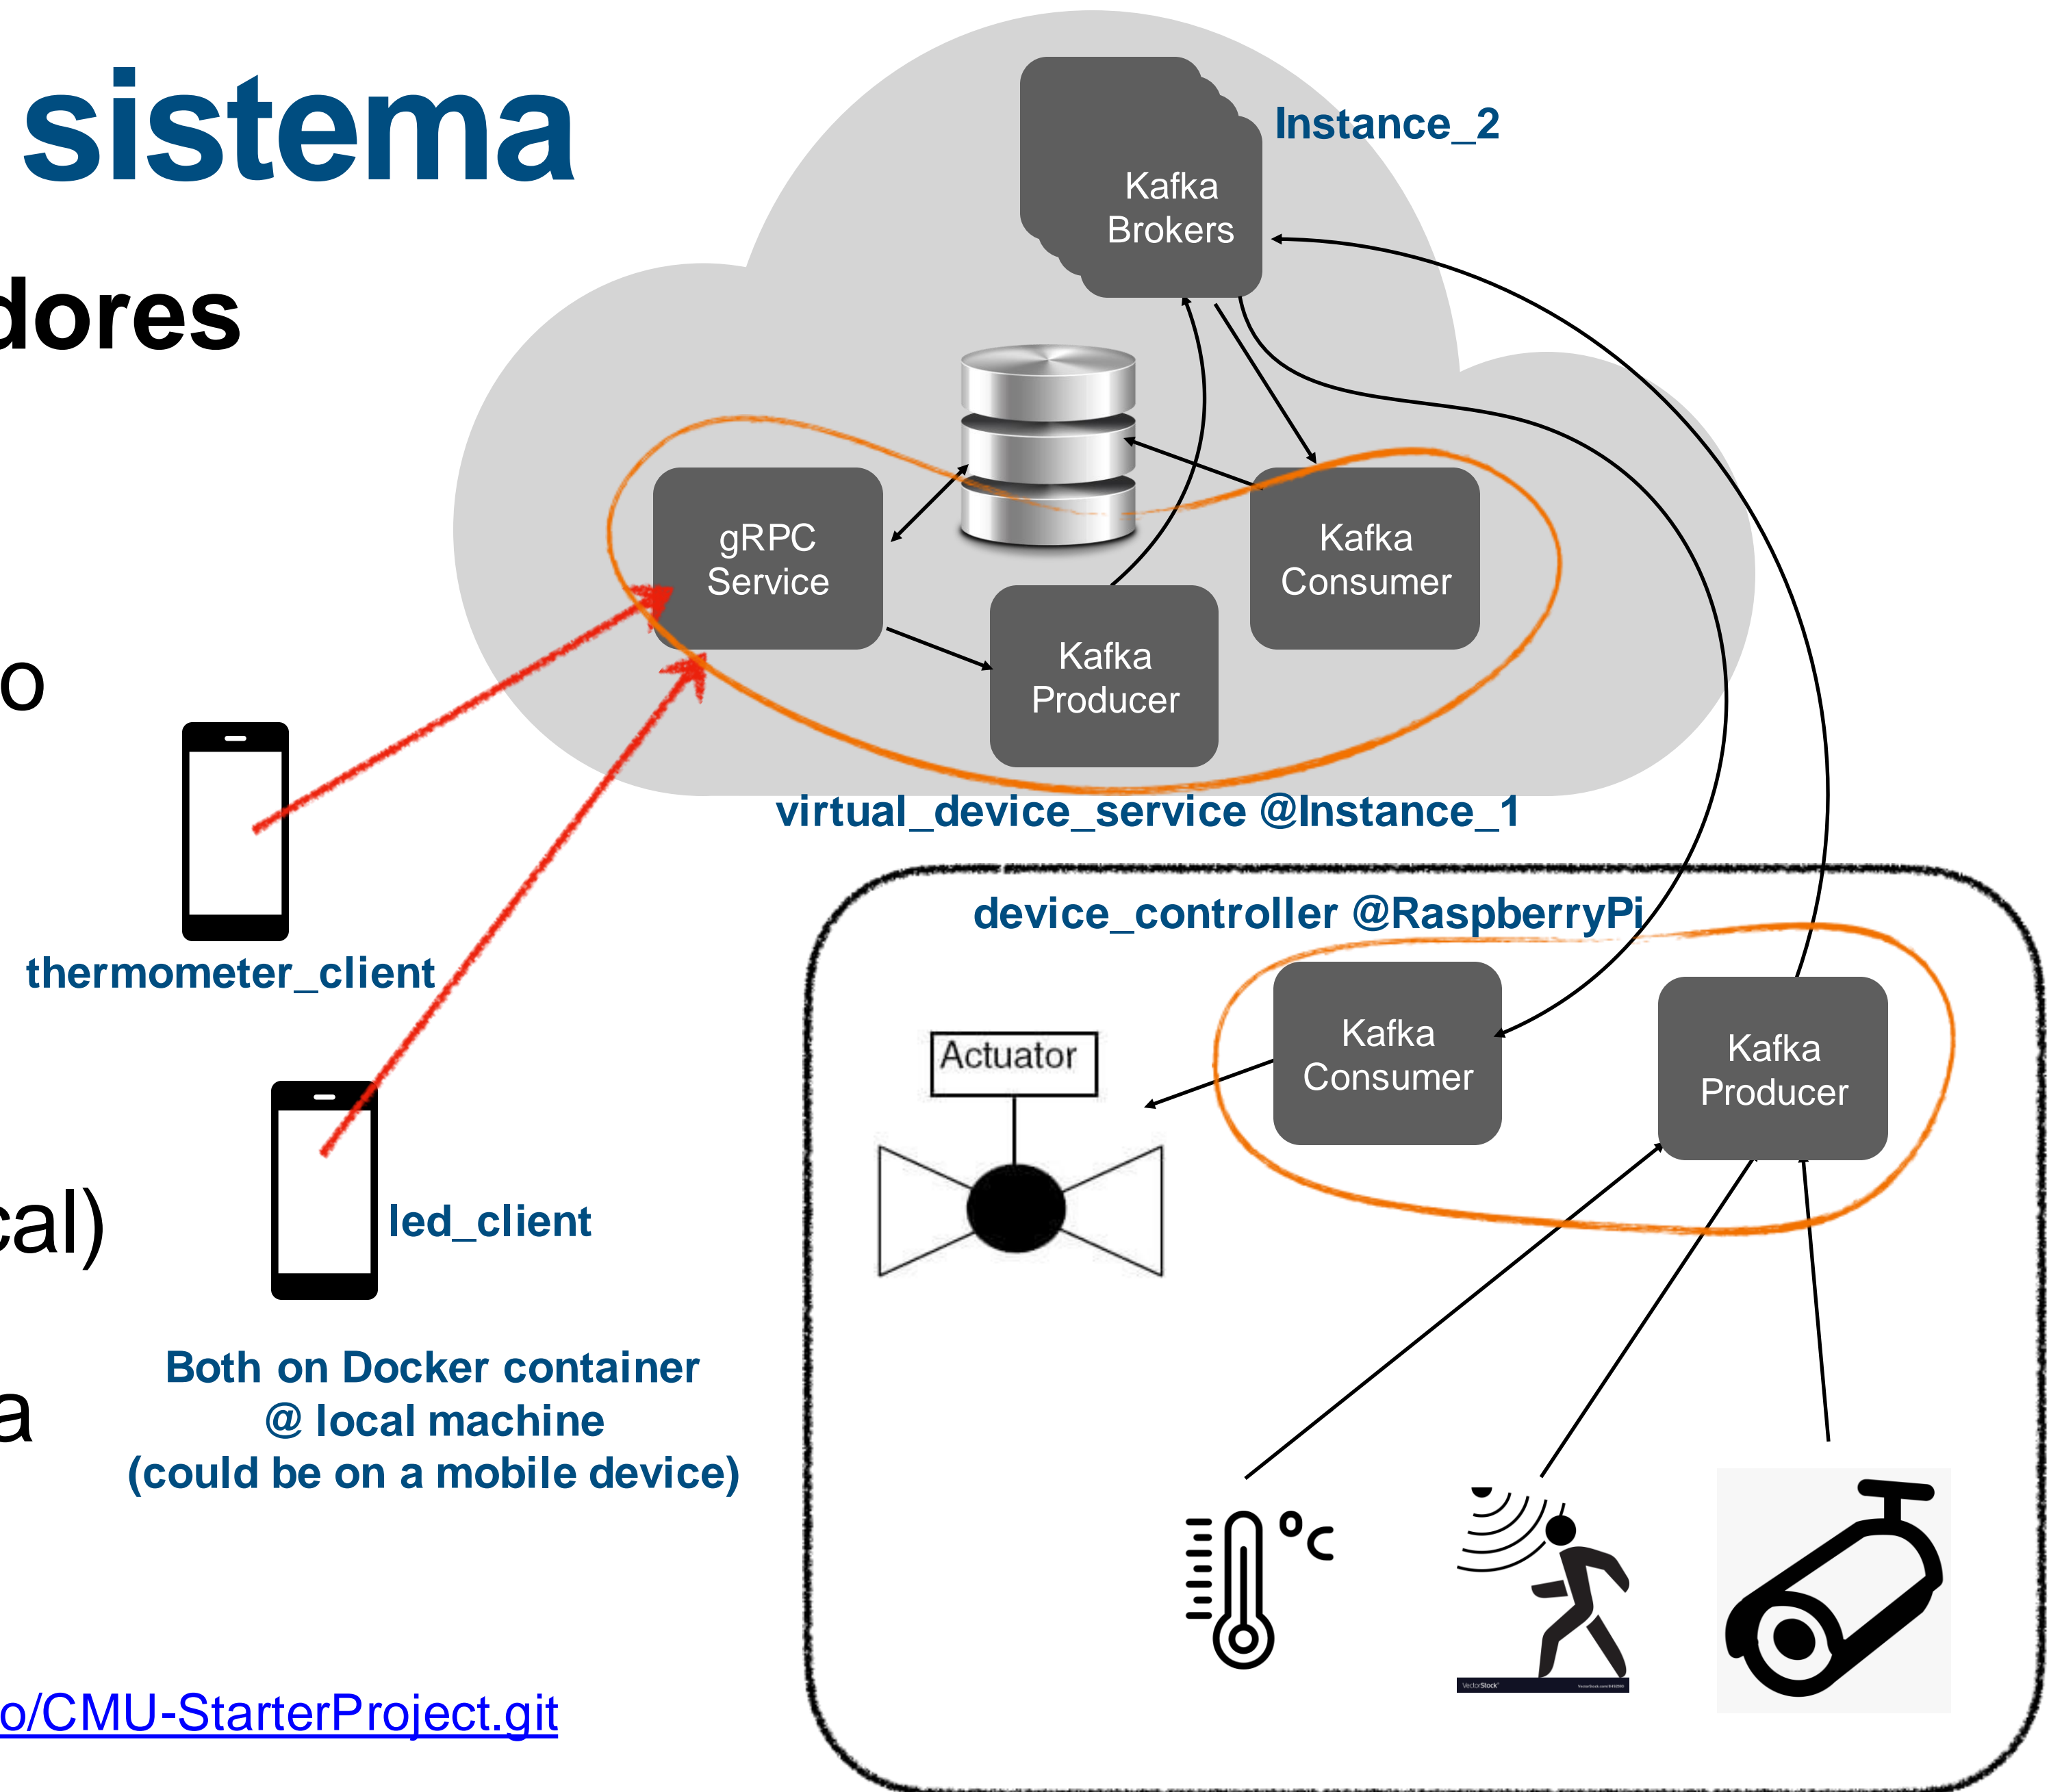 sistema
dores
o
cal)
a
o/CMU-StarterProject.git
Instance_2
Kafka
Brokers
gRPC
Service
Kafka
Consumer
Kafka
Producer
virtual_device_service @Instance_1
thermometer_client
led_client
Both on Docker container
@ local machine
(could be on a mobile device)
device_controller @RaspberryPi
Actuator
Kafka
Consumer
Kafka
Producer
°c
VectorStock